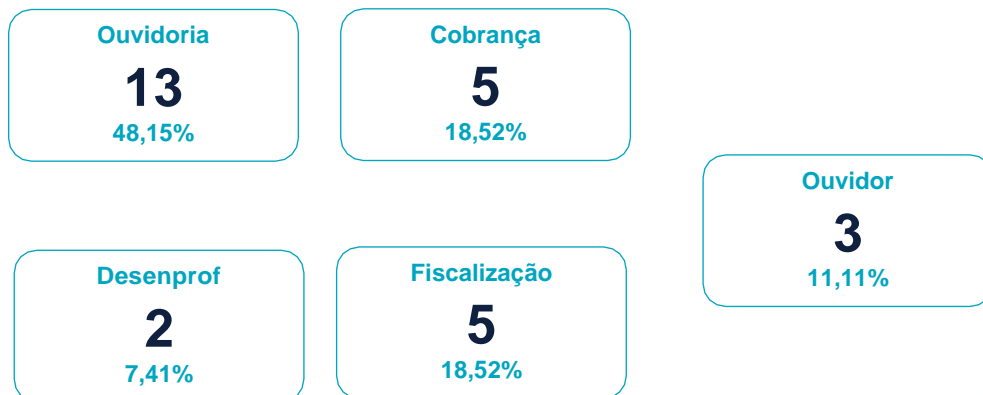 Ouvidoria
13
48,15%
Cobrança
5
18,52%
Ouvidor
3
11,11%
Desenprof
2
7,41%
Fiscalização
5
18,52%